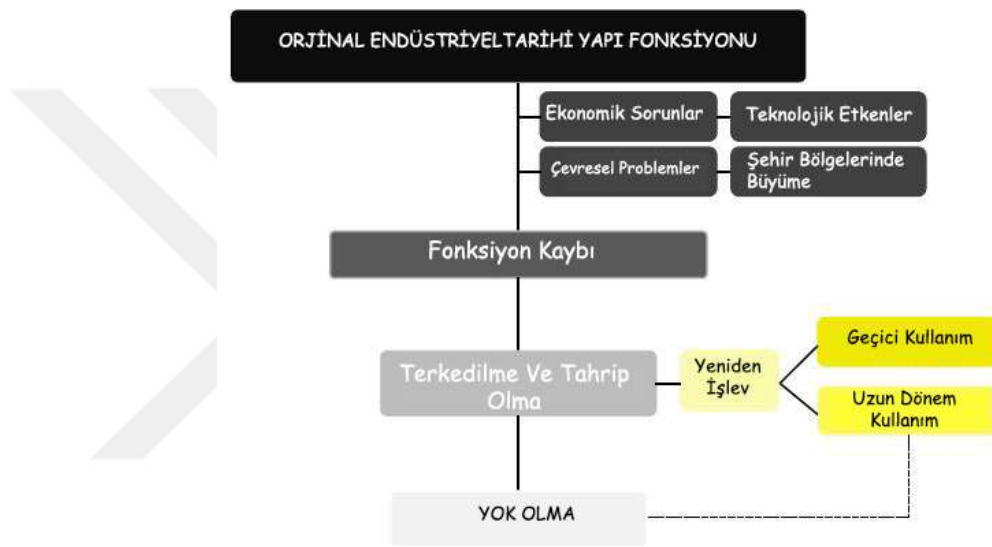 ORJİNAL ENDÜSTRİYELTARİHİ YAPI FONKSİYONU
Ekonomik Sorunlar
Teknolojik Etkenler
Çevresel Problemler
Şehir Bölgelerinde
Büyüme
Fonksiyon Kaybı
Terkedilme Ve Tahrip
Olma
Yeniden
İşlev
Geçici Kullanım
Uzun Dönem
Kullanım
YOK OLMA